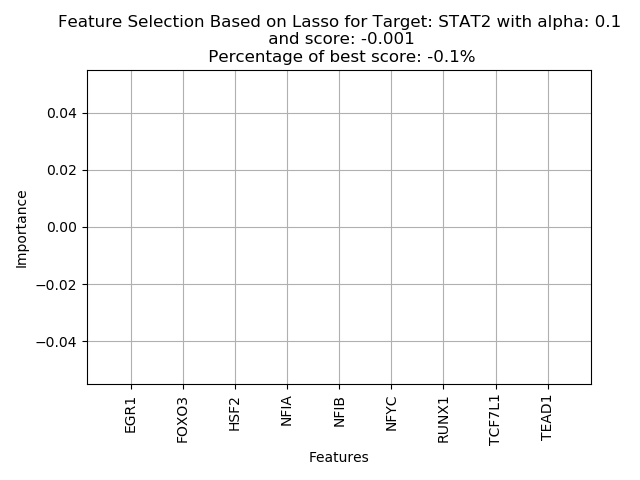 Feature Selection Based on Lasso for Target: STAT2 with alpha: 0.1
and score: -0.001
Percentage of best score: -0.1%
0.04
0.02
0.00
−0.02
−0.04
Importance
EGR1
FOXO3
HSF2
NFIA
NFIB
NFYC
RUNX1
TCF7L1
TEAD1
Features